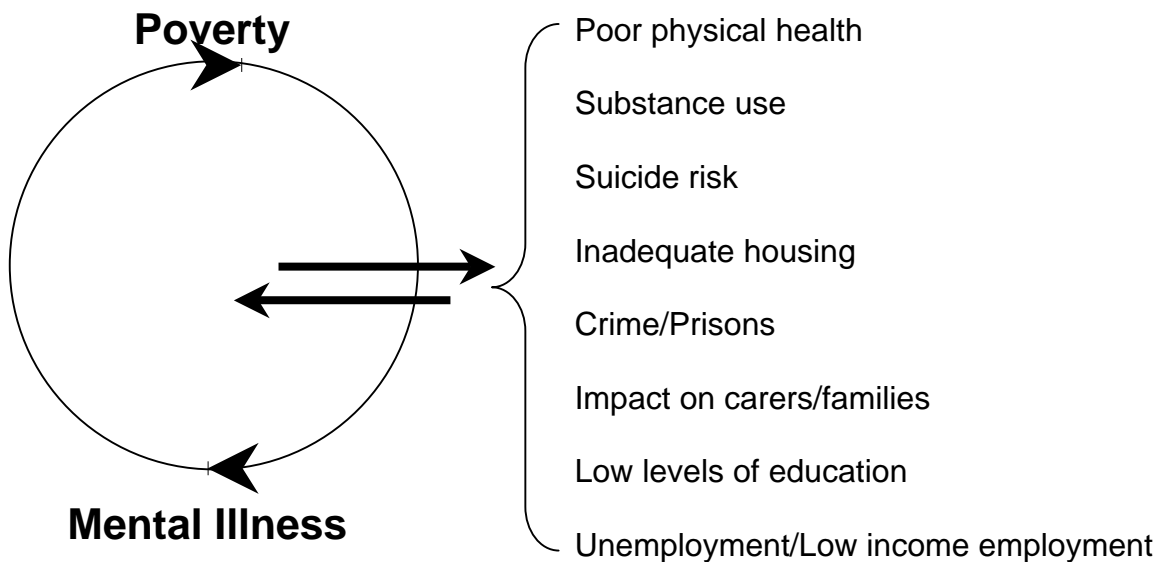 Poverty
Poor physical health
Substance use
Suicide risk
Inadequate housing
Crime/Prisons
Impact on carers/families
Low levels of education
Mental Illness
Unemployment/Low income employment